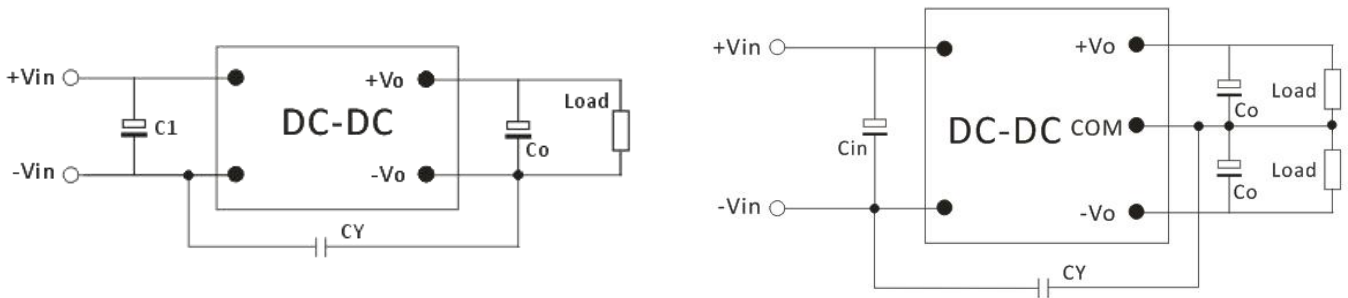 +Vin
C1
-Vin
DC-DC
+Vo
-Vo
Co
Load
CY
+Vin
Cin
-Vin
DC-DC
+Vo
COM
-Vo
Co
Load
Co
Load
CY